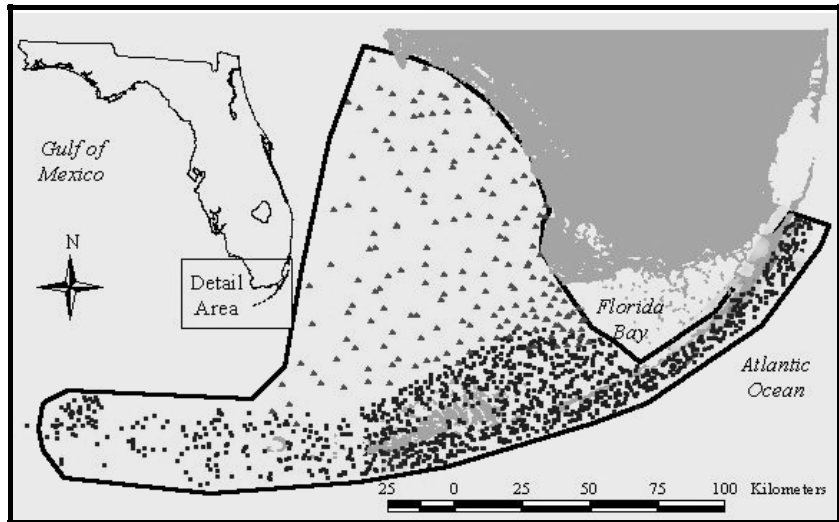 Gulf of
Mexico
N
Detail
Area
Florida
Bay
Atlantic
Ocean
25 0 25 50 75 100 Kilometers